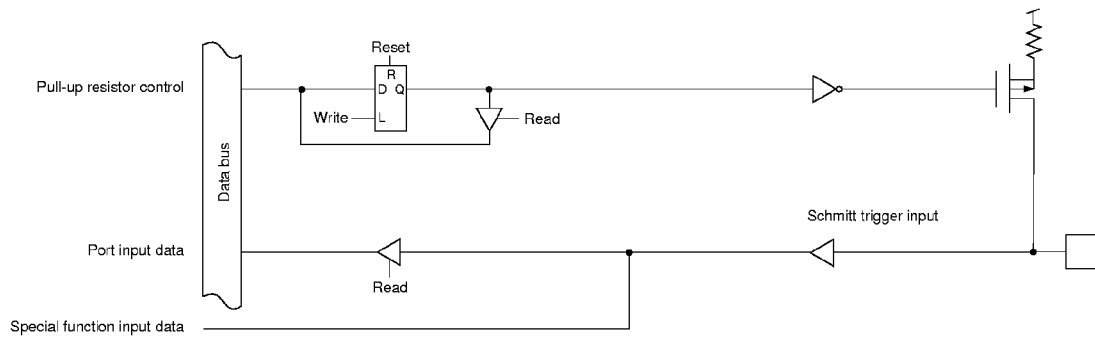 Reset
R
Pull-up resistor control
D Q
Write
L
Read
Data bus
Schmitt trigger input
Port input data
Read
Special function input data